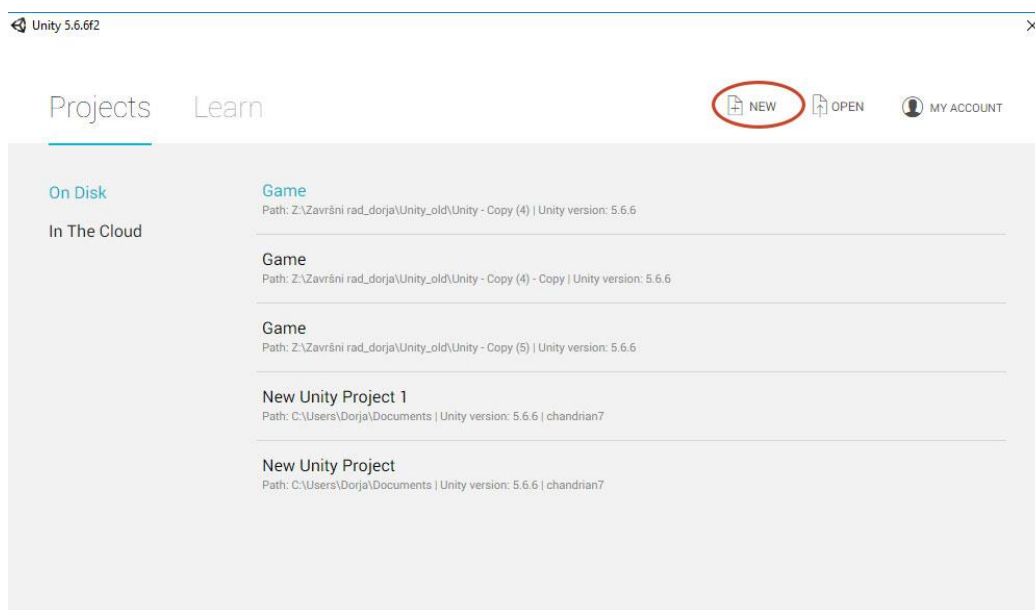 Unity 5.6.6f2
Projects Learn NEW OPEN MY ACCOUNT
On Disk
In The Cloud
Game
Path: Z:\Završni rad_dorja\Unity_old\Unity - Copy (4) | Unity version: 5.6.6
Game
Path: Z:\Završni rad_dorja\Unity_old\Unity - Copy (4) - Copy | Unity version: 5.6.6
Game
Path: Z:\Završni rad_dorja\Unity_old\Unity - Copy (5) | Unity version: 5.6.6
New Unity Project 1
Path: C:\Users\Dorja\Documents | Unity version: 5.6.6 | chandrian7
New Unity Project
Path: C:\Users\Dorja\Documents | Unity version: 5.6.6 | chandrian7